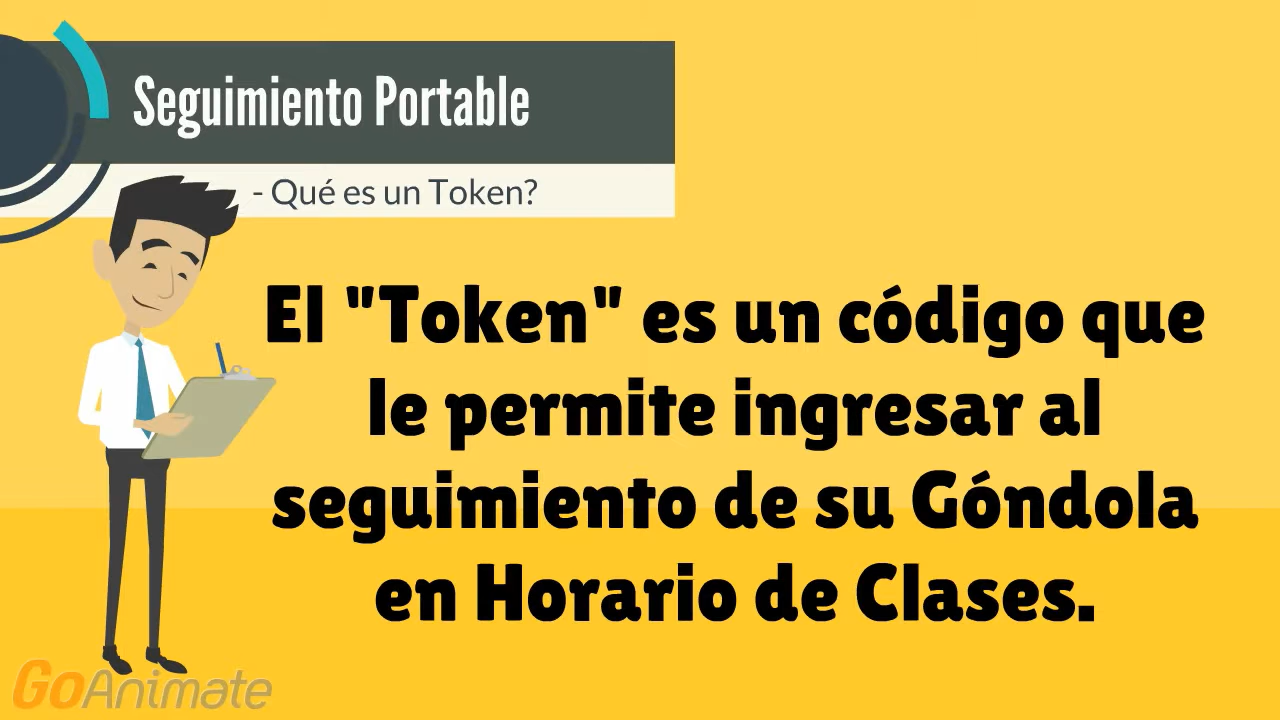 Seguimiento Portable
- Qué es un Token?
El "Token" es un código que
le permite ingresar al
seguimiento de su Góndola
en Horario de Clases.
GoAnimate